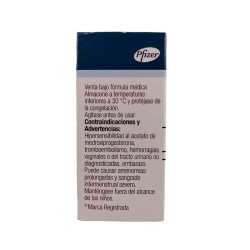 Pfizer
Venta bajo fórmula médica
Almacene a temperaturas
inferiores a 30 °C y protéjase de
la congelación.
Agítese antes de usar.
Contraindicaciones y
Advertencias:
Hipersensibilidad al acetato de
medroxiprogesterona,
tromboembolismo, hemorragias
vaginales o del tracto urinario no
diagnosticadas, embarazo.
Puede causar amenorreas
prolongadas y sangrado
intermenstrual severo.
Manténgase fuera del alcance
de los niños.
®Marca Registrada